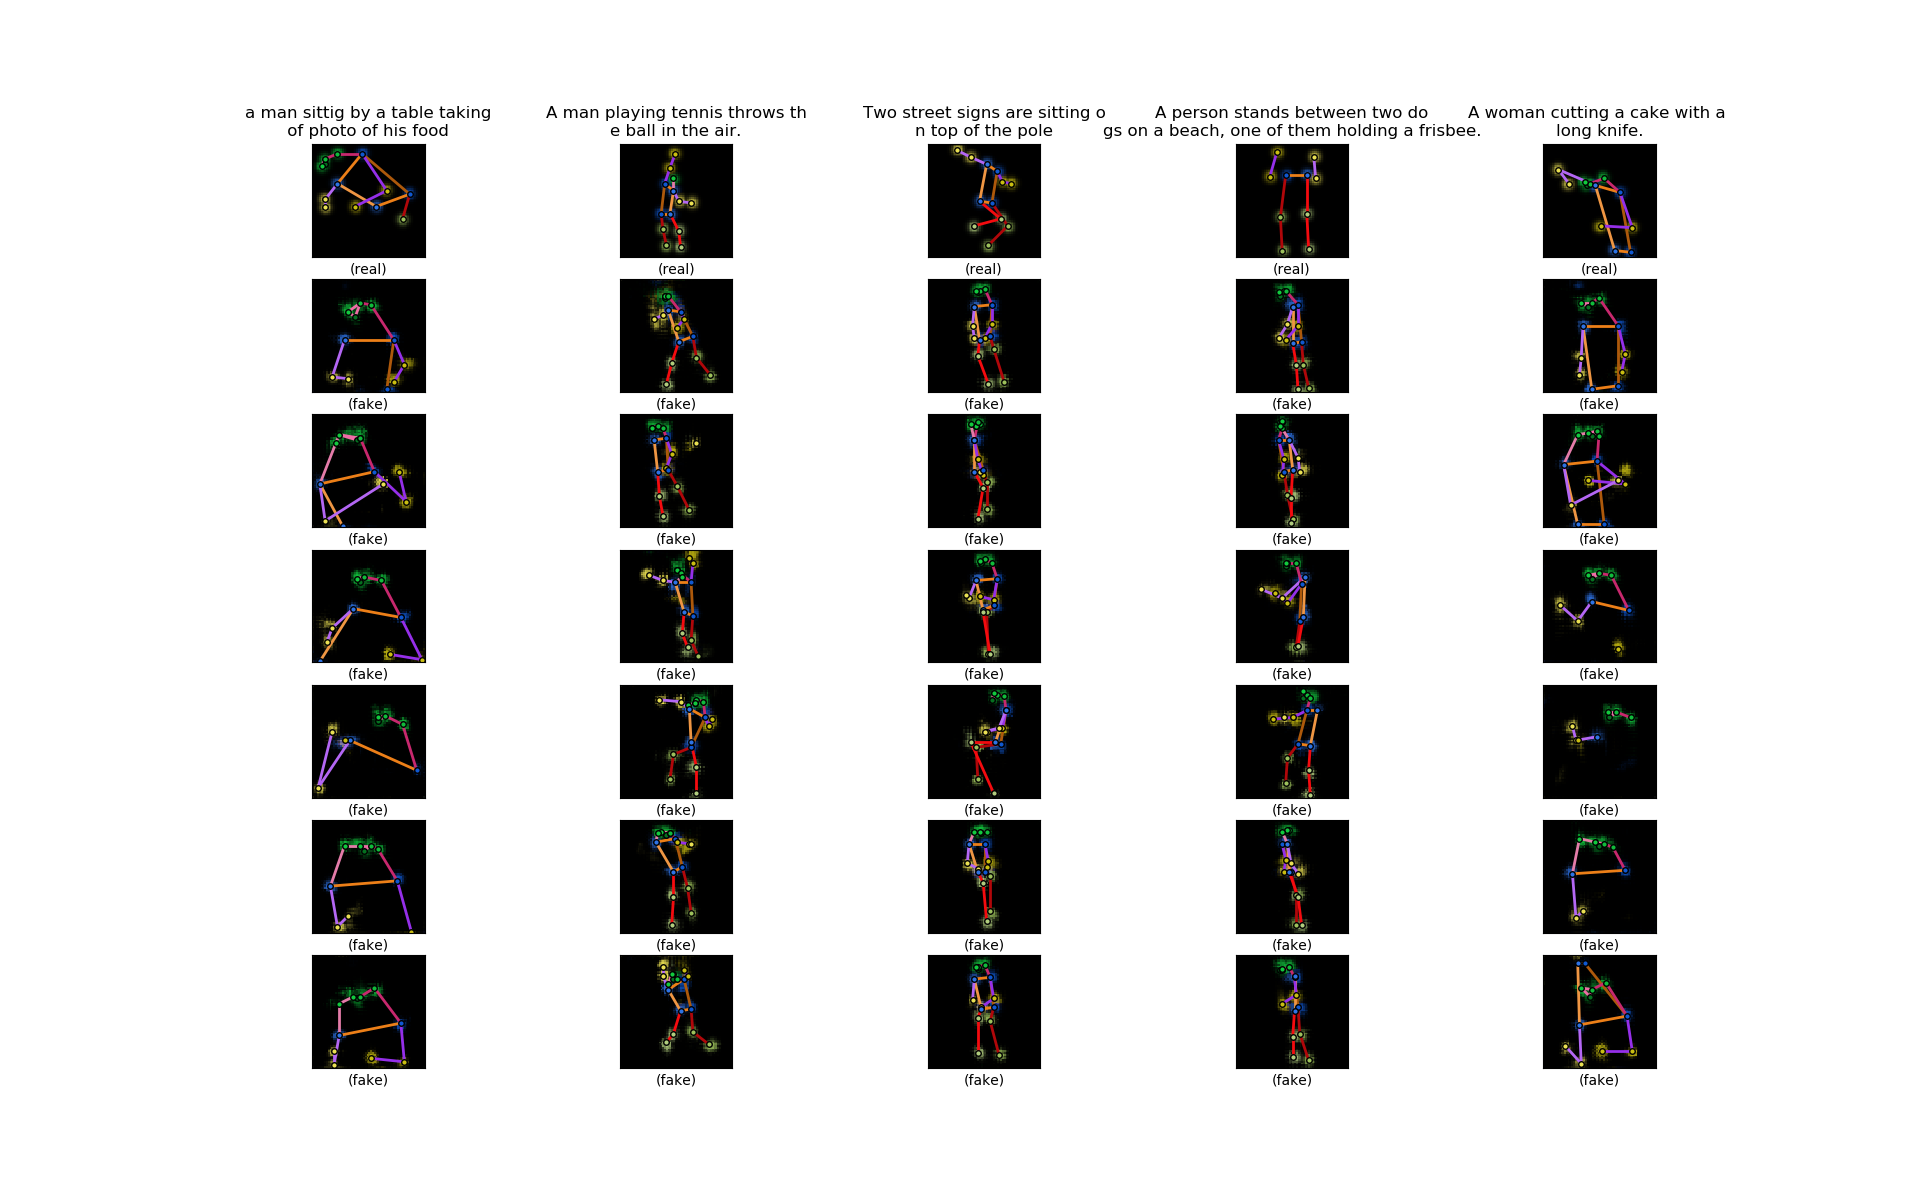 a man sittig by a table taking
of photo of his food
A man playing tennis throws th
e ball in the air.
Two street signs are sitting o
n top of the pole
A person stands between two do
gs on a beach, one of them holding a frisbee.
A woman cutting a cake with a
long knife.
(real) (real) (real) (real) (real)
(fake) (fake) (fake) (fake) (fake)
(fake) (fake) (fake) (fake) (fake)
(fake) (fake) (fake) (fake) (fake)
(fake) (fake) (fake) (fake) (fake)
(fake) (fake) (fake) (fake) (fake)
(fake) (fake) (fake) (fake) (fake)